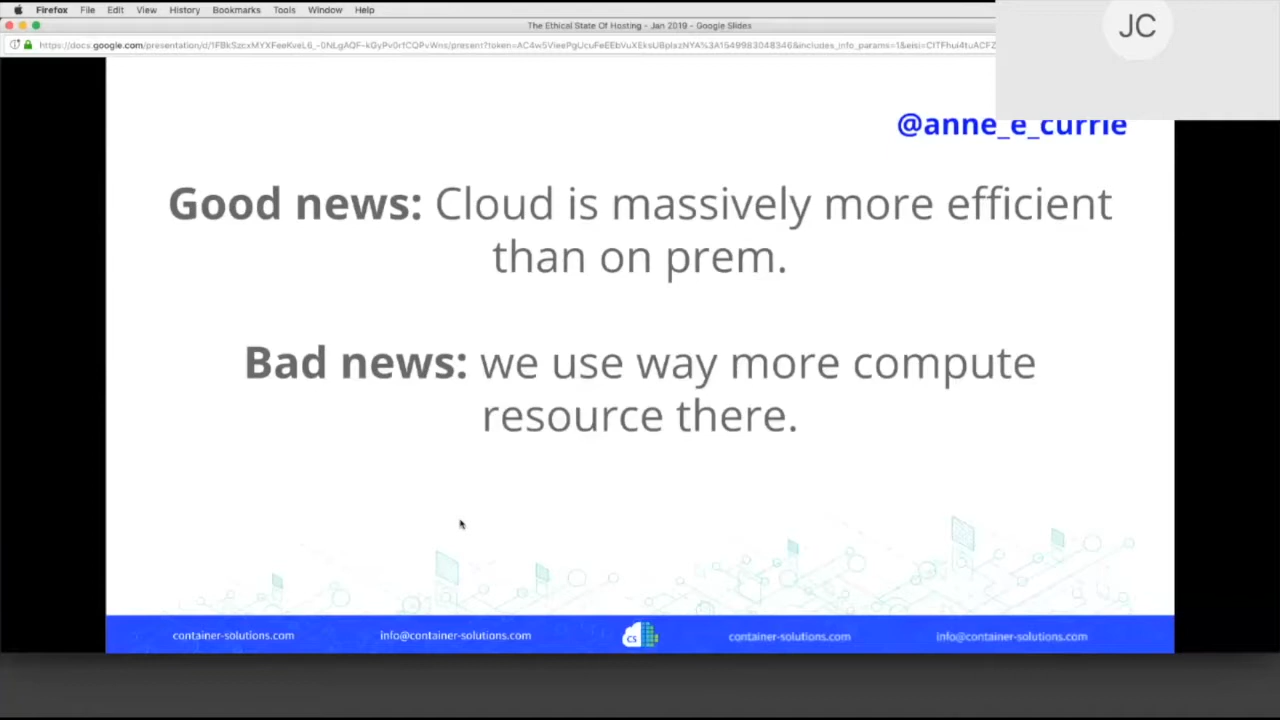 Firefox File Edit View History Bookmarks Tools Window Help
The Ethical State Of Hosting - Jan 2019 - Google Slides
JC
@anne_e_currie
Good news: Cloud is massively more efficient
than on prem.
Bad news: we use way more compute
resource there.
container-solutions.com info@container-solutions.com CS container-solutions.com info@container-solutions.com